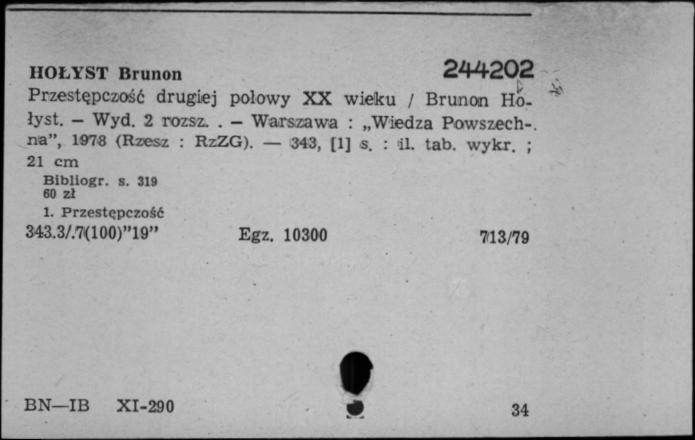 244202
HOŁYST Brunon
Przestępczość drugiej połowy XX wieku / Brunon Ho-
łyst. — Wyd. 2 rozsz. . — Warszawa : „Wiedza Powszech-
na”, 1978 (Rzesz : RzZG). — 343, [1] s. : il. tab. wykr. ;
21 cm
Bibliogr. s. 319
60 zł
1. Przestępczość
343.3/.7(100)”19” Egz. 10300 713/79
BN—IB XI-290 34